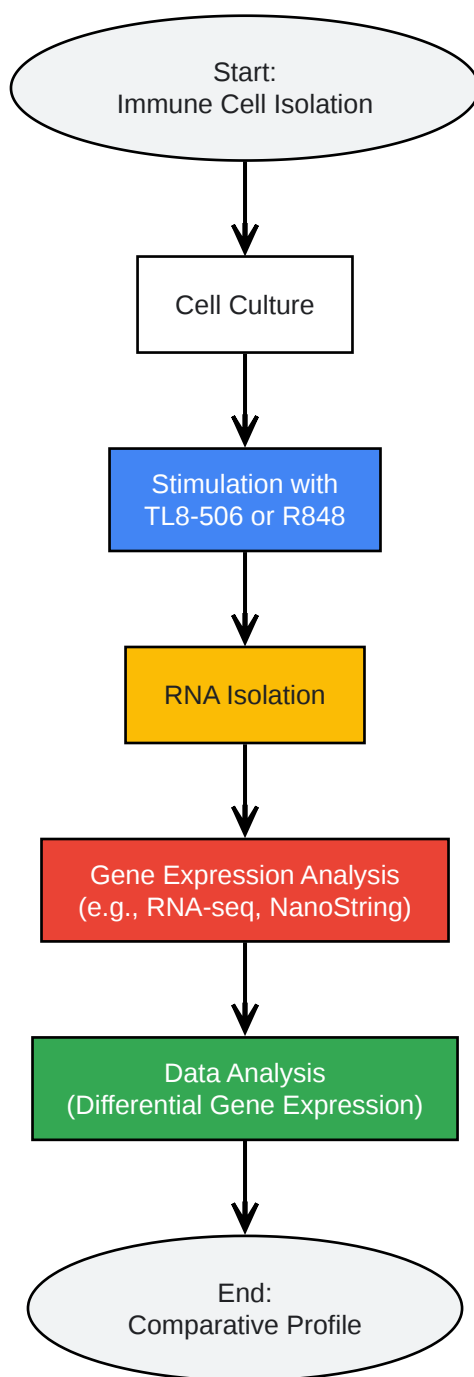 Start:
Immune Cell Isolation
Cell Culture
Stimulation with
TL8-506 or R848
RNA Isolation
Gene Expression Analysis
(e.g., RNA-seq, NanoString)
Data Analysis
(Differential Gene Expression)
End:
Comparative Profile